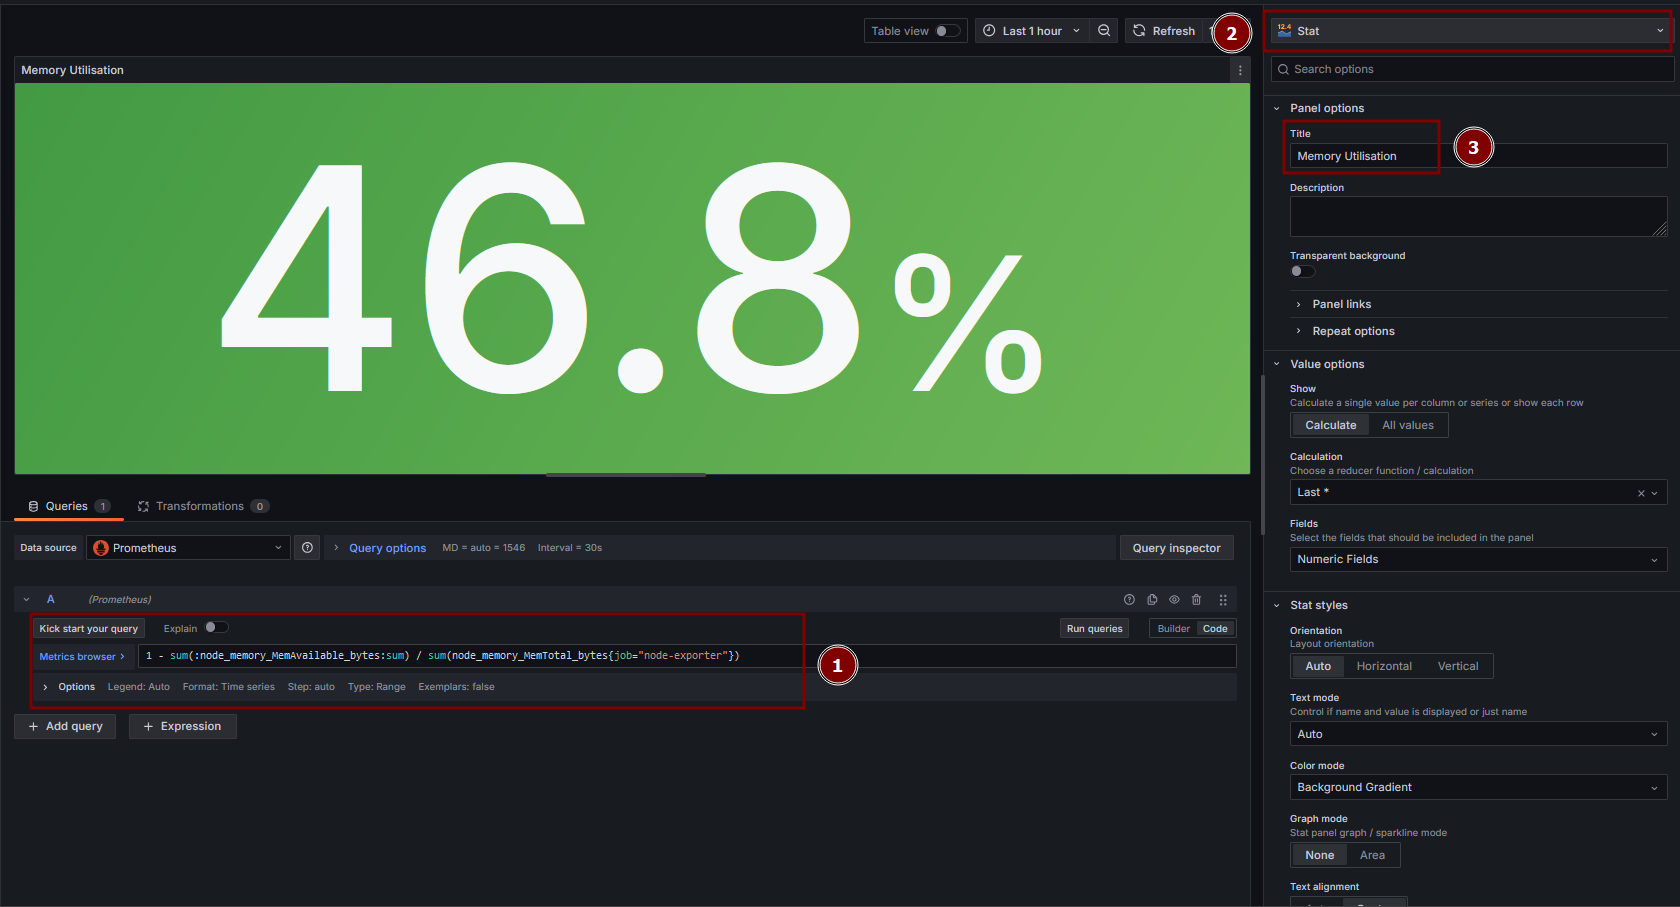 Table view
Last 1 hour
Refresh
2
12.4
Stat
Search options
Memory Utilisation
46.8%
Panel options
Title
Memory Utilisation
3
Description
Transparent background
Panel links
Repeat options
Value options
Show
Calculate a single value per column or series or show each row
Calculate All values
Calculation
Choose a reducer function / calculation
Last *
Fields
Select the fields that should be included in the panel
Numeric Fields
Stat styles
Orientation
Layout orientation
Auto Horizontal Vertical
Text mode
Control if name and value is displayed or just name
Auto
Color mode
Background Gradient
Graph mode
Stat panel graph / sparkline mode
None Area
Text alignment
Queries 1 Transformations 0
Data source Prometheus Query options MD = auto = 1546 Interval = 30s Query inspector
A (Prometheus)
Kick start your query Explain Run queries Builder Code
Metrics browser > 1 - sum(:node_memory_MemAvailable_bytes:sum) / sum(node_memory_MemTotal_bytes{job="node-exporter"})
1
Options Legend: Auto Format: Time series Step: auto Type: Range Exemplars: false
+ Add query + Expression